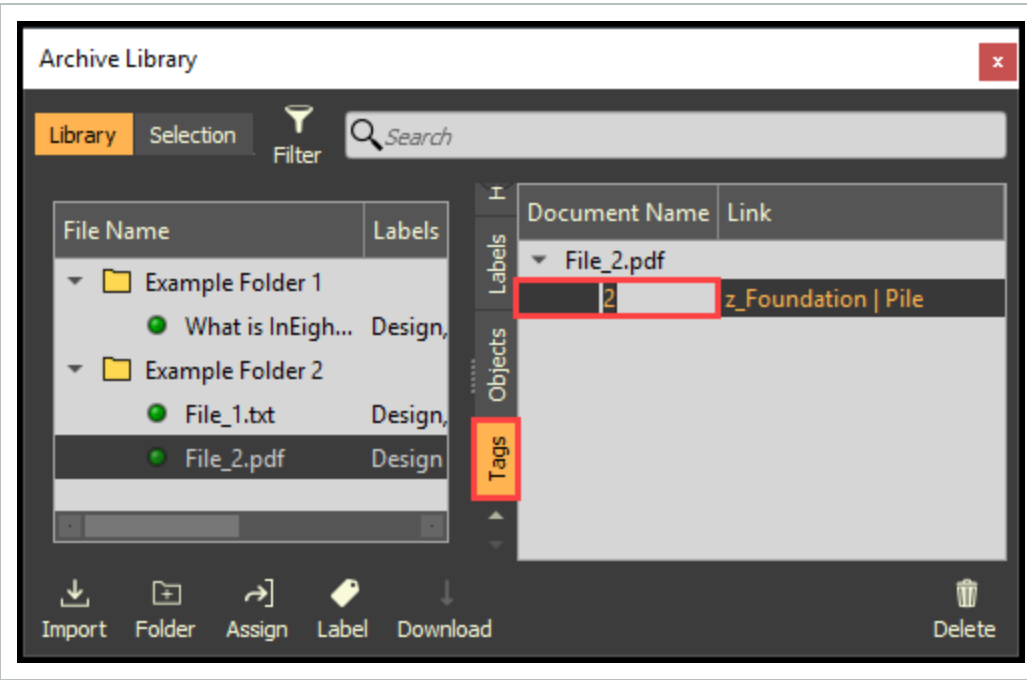 Archive Library
x
Library Selection Filter Search
File Name Labels
Example Folder 1
What is InEigh... Design,
Example Folder 2
File_1.txt Design,
File_2.pdf Design
H
Labels
Objects
Tags
Document Name Link
File_2.pdf
2 z_Foundation | Pile
Import Folder Assign Label Download Delete